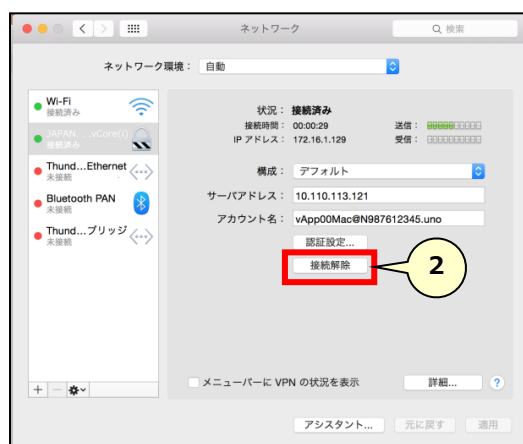 ネットワーク
検索
ネットワーク環境： 自動
Wi-Fi
接続済み
JAPAN. ...vCore(i)
接続済み
Thund...Ethernet
未接続
Bluetooth PAN
未接続
Thund...ブリッジ
未接続
状況： 接続済み
接続時間： 00:00:29
送信：
IP アドレス： 172.16.1.129
受信：
構成： デフォルト
サーバアドレス： 10.110.113.121
アカウント名： vApp00Mac@N987612345.uno
認証設定...
接続解除
2
メニューバーに VPN の状況を表示
詳細...
?
アシスタント...
元に戻す
適用